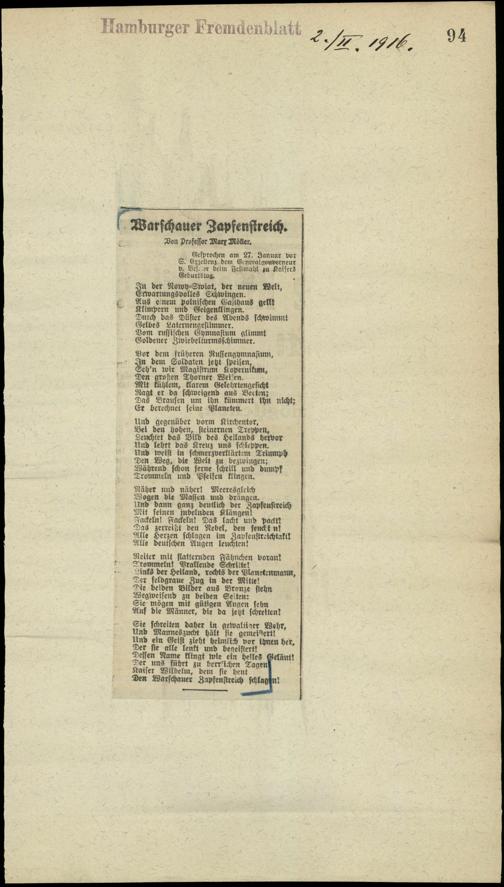 Hamburger Fremdenblatt
2./II. 1916.
94
Warschauer Zapfenstreich.
Von Professor Marx Möller.
Gesprochen am 27. Januar vor
S. Exzellenz dem Generalgouverneur
v. Beseler beim Festmahl zu Kaisers
Geburtstag.
In der Nowy-Swiat, der neuen Welt,
Erwartungsvolles Schwingen.
Aus einem polnischen Gasthaus gellt
Klimpern und Geigenklingen.
Durch das Düster des Abends schwimmt
Gelbes Laternengeflimmer.
Vom russischen Gymnasium glimmt
Goldener Zwiebelturmschimmer.
Vor dem früheren Russengymnasium,
In dem Soldaten jetzt speisen,
Seh'n wir Magistrum Kopernikum,
Den großen Thorner Weisen.
Mit kühlem, klarem Gelehrtengesicht
Ragt er da schweigend aus Beeten;
Das Brausen um ihn kümmert ihn nicht;
Er berechnet seine Planeten.
Und gegenüber vorm Kirchentor,
Bei den hohen, steinernen Treppen,
Leuchtet das Bild des Heilands hervor
Und lehrt das Kreuz uns schleppen.
Und weist in schmerzverklärtem Triumph
Den Weg, die Welt zu bezwingen;
Während schon ferne schrill und dumpf
Trommeln und Pfeifen klingen.
Näher und näher! Meeresgleich
Wogen die Massen und drängen.
Und dann ganz deutlich der Zapfenstreich
Mit seinen jubelnden Klängen!
Fackeln! Fackeln! Das lacht und packt!
Das zerreißt den Nebel, den feuchten!
Alle Herzen schlagen im Zapfenstreichtakt!
Alle deutschen Augen leuchten!
Reiter mit flatternden Fähnchen voran!
Trommeln! Prallende Schritte!
Links der Heiland, rechts der Planetenmann,
Der feldgraue Zug in der Mitte!
Die beiden Bilder aus Bronze stehn
Wegweisend zu beiden Seiten:
Sie mögen mit gütigen Augen sehn
Auf die Männer, die da jetzt schreiten!
Sie schreiten daher in gewaltiger Wehr,
Und Manneszucht hält sie gemeistert!
Und ein Geist zieht heimlich vor ihnen her,
Der sie alle lenkt und begeistert!
Dessen Name klingt wie ein helles Geläut!
Der uns führt zu herrlichen Tagen!
Kaiser Wilhelm, dem sie heut
Den Warschauer Zapfenstreich schlagen!